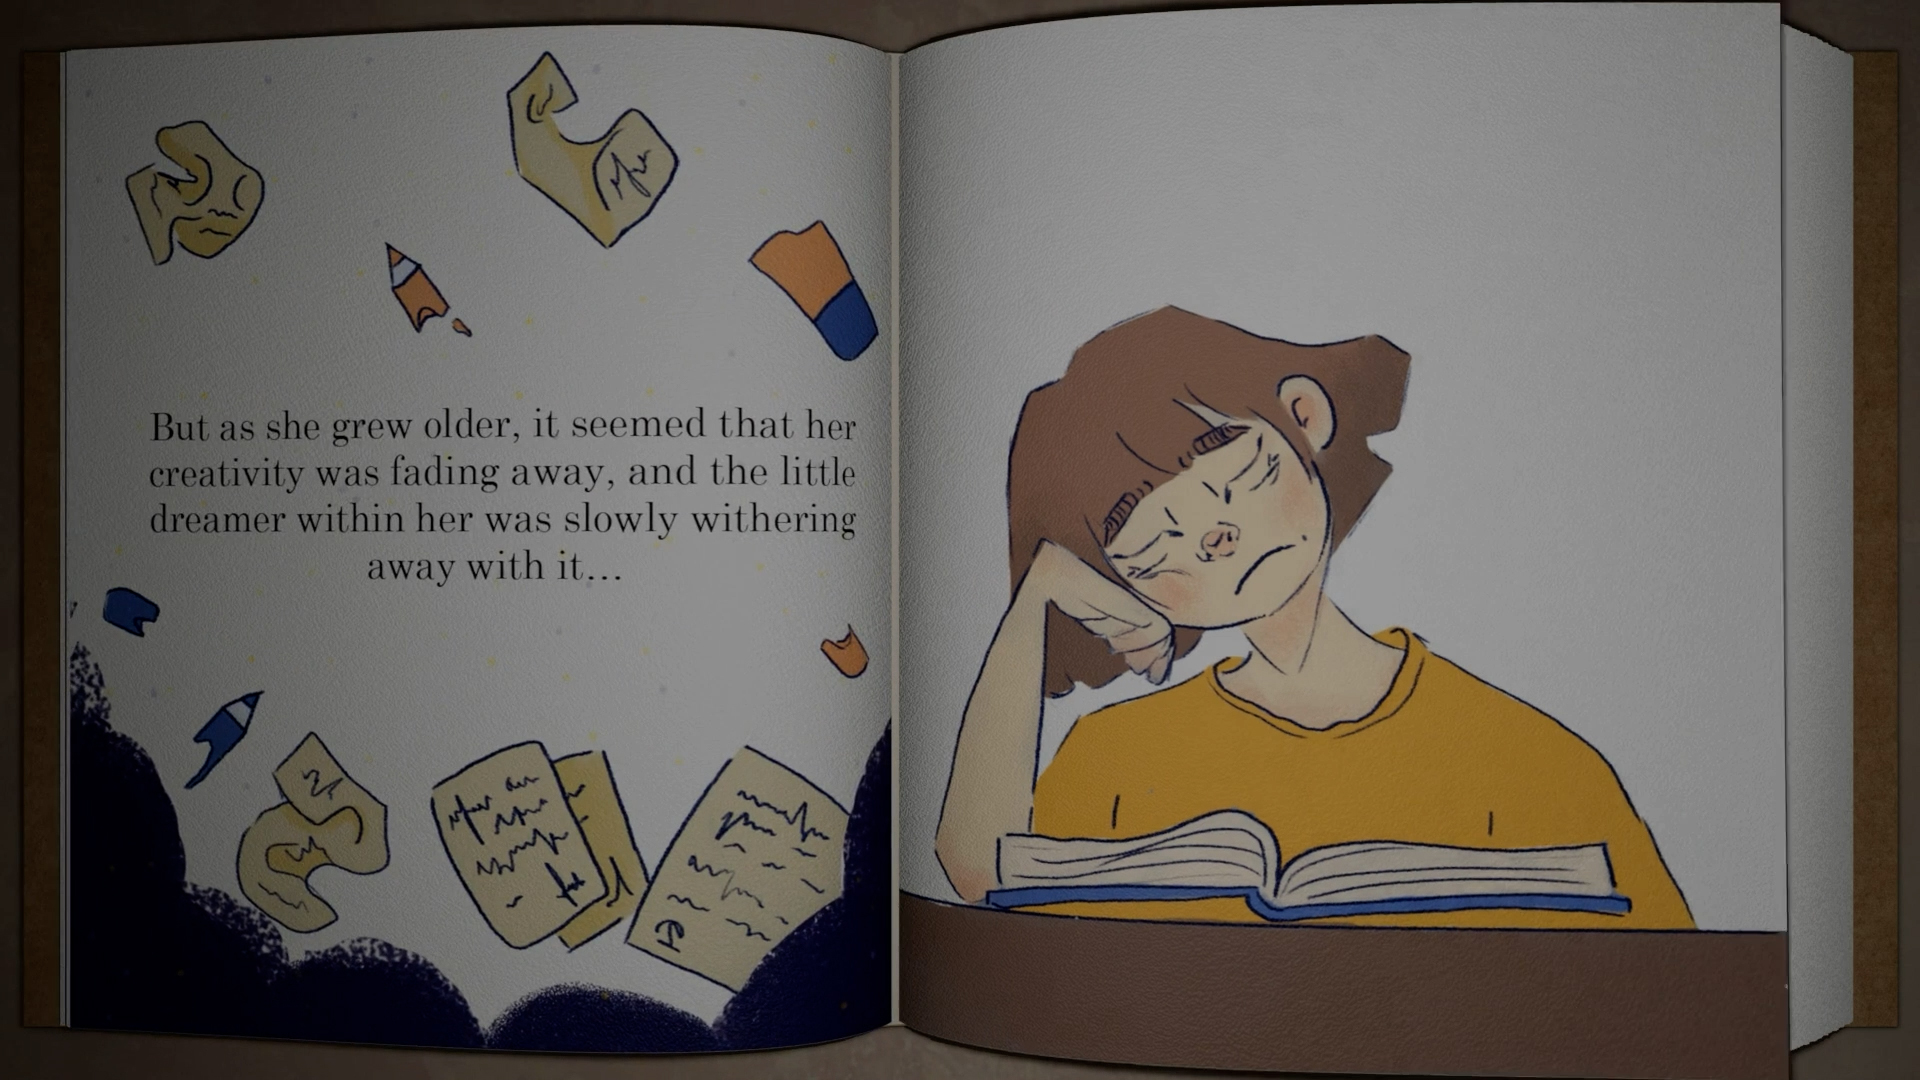 But as she grew older, it seemed that her
creativity was fading away, and the little
dreamer within her was slowly withering
away with it...